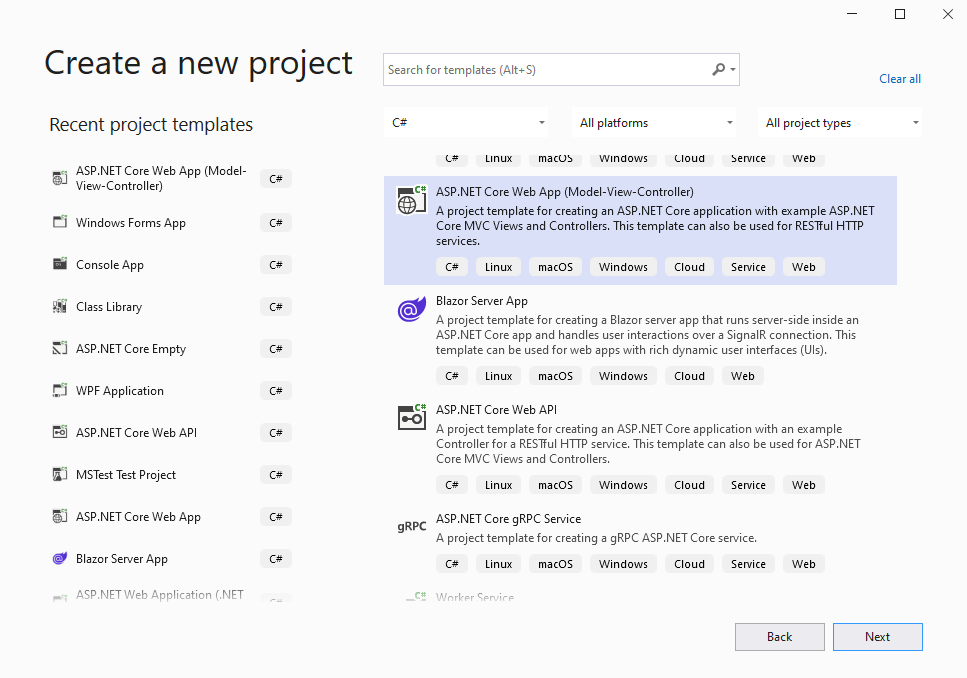 Create a new project
Search for templates (Alt+S)
Clear all
Recent project templates
C#
All platforms
All project types
ASP.NET Core Web App (Model-
View-Controller)
C#
Windows Forms App
C#
Console App
C#
Class Library
C#
ASP.NET Core Empty
C#
WPF Application
C#
ASP.NET Core Web API
C#
MSTest Test Project
C#
ASP.NET Core Web App
C#
Blazor Server App
C#
ASP.NET Web Application (.NET
C#
C# Linux macOS Windows Cloud Service Web
C#
ASP.NET Core Web App (Model-View-Controller)
A project template for creating an ASP.NET Core application with example ASP.NET
Core MVC Views and Controllers. This template can also be used for RESTful HTTP
services.
C# Linux macOS Windows Cloud Service Web
@
Blazor Server App
A project template for creating a Blazor server app that runs server-side inside an
ASP.NET Core app and handles user interactions over a SignalR connection. This
template can be used for web apps with rich dynamic user interfaces (UIs).
C# Linux macOS Windows Cloud Web
C#
ASP.NET Core Web API
A project template for creating an ASP.NET Core application with an example
Controller for a RESTful HTTP service. This template can also be used for ASP.NET
Core MVC Views and Controllers.
C# Linux macOS Windows Cloud Service Web
gRPC
ASP.NET Core gRPC Service
A project template for creating a gRPC ASP.NET Core service.
C# Linux macOS Windows Cloud Service Web
C#
Worker Service
Back
Next